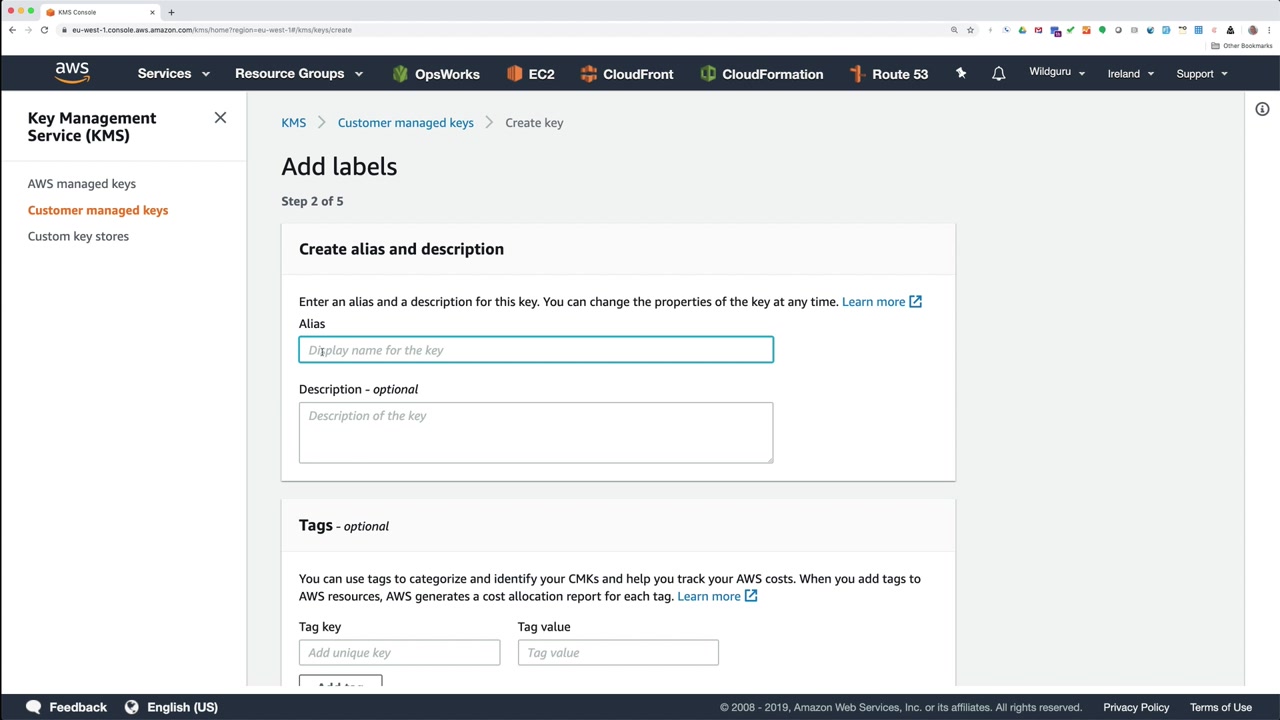 KMS Console
eu-west-1.console.aws.amazon.com/kms/home?region=eu-west-1#/kms/keys/create
Other Bookmarks
aws
Services
Resource Groups
OpsWorks
EC2
CloudFront
CloudFormation
Route 53
Wildguru
Ireland
Support
Key Management
Service (KMS)
AWS managed keys
Customer managed keys
Custom key stores
KMS
Customer managed keys
Create key
Add labels
Step 2 of 5
Create alias and description
Enter an alias and a description for this key. You can change the properties of the key at any time. Learn more
Alias
Display name for the key
Description - optional
Description of the key
Tags - optional
You can use tags to categorize and identify your CMKs and help you track your AWS costs. When you add tags to
AWS resources, AWS generates a cost allocation report for each tag. Learn more
Tag key
Tag value
Add unique key
Tag value
Add tag
Feedback
English (US)
© 2008 - 2019, Amazon Web Services, Inc. or its affiliates. All rights reserved.
Privacy Policy
Terms of Use